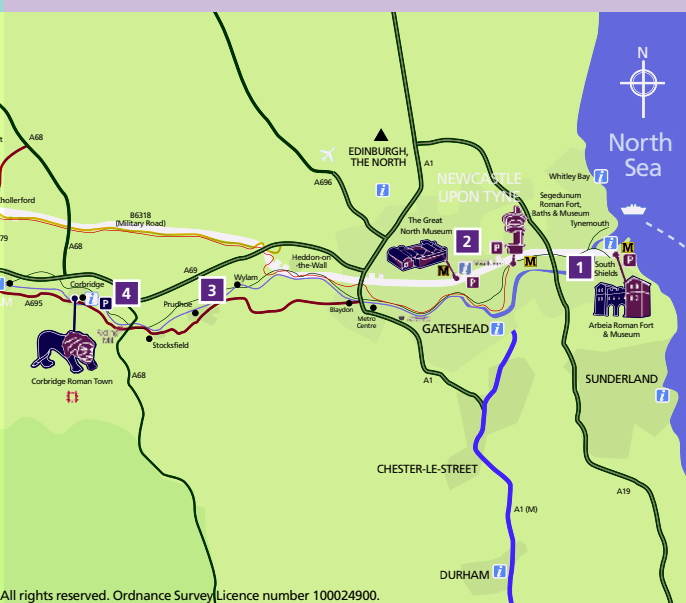 N
North
Sea
A68
EDINBURGH,
THE NORTH
A1
A696
NEWCASTLE
UPON TYNE
Whitley Bay
Segedunum
Roman Fort,
Baths & Museum
Tynemouth
hollerford
B6318
(Military Road)
The Great
North Museum
2
P
M
79
A68
Heddon-on
-the-Wall
A69
Wylam
M
P
M
P
1
South
Shields
Corbridge
P
4
3
A695
Prudhoe
Blaydon
Metro
Centre
GATESHEAD
Arbeia Roman Fort
& Museum
Stocksfield
Corbridge Roman Town
A68
A1
SUNDERLAND
CHESTER-LE-STREET
A19
A1 (M)
DURHAM
All rights reserved. Ordnance Survey Licence number 100024900.